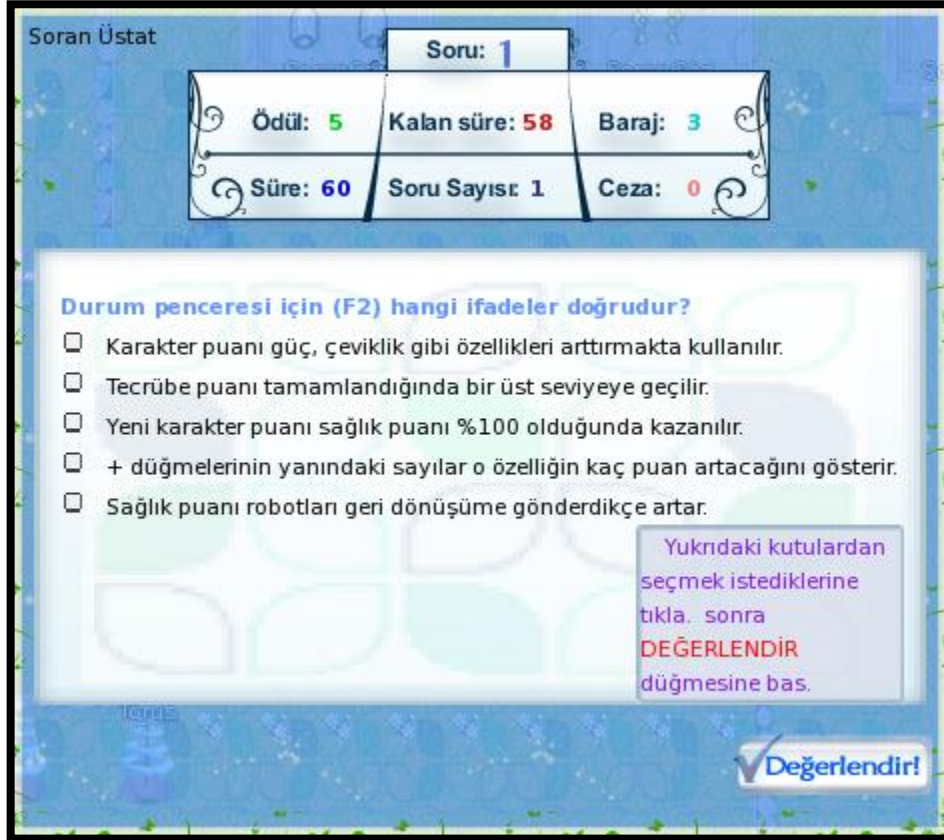 Soran Üstat
Soru: 1
Ödül: 5 Kalan süre: 58 Baraj: 3
Süre: 60 Soru Sayısı: 1 Ceza: 0
Durum penceresi için (F2) hangi ifadeler doğrudur?
Karakter puanı güç, çeviklik gibi özellikleri arttırmakta kullanılır.
Tecrübe puanı tamamlandığında bir üst seviyeye geçilir.
Yeni karakter puanı sağlık puanı %100 olduğunda kazanılır.
+ düğmelerinin yanındaki sayılar o özelliğin kaç puan artacağını gösterir.
Sağlık puanı robotları geri dönüşüme gönderdikçe artar.
Yukrıdaki kutulardan
seçmek istediklerine
tıkla. sonra
DEĞERLENDİR
düğmesine bas.
Değerlendir!